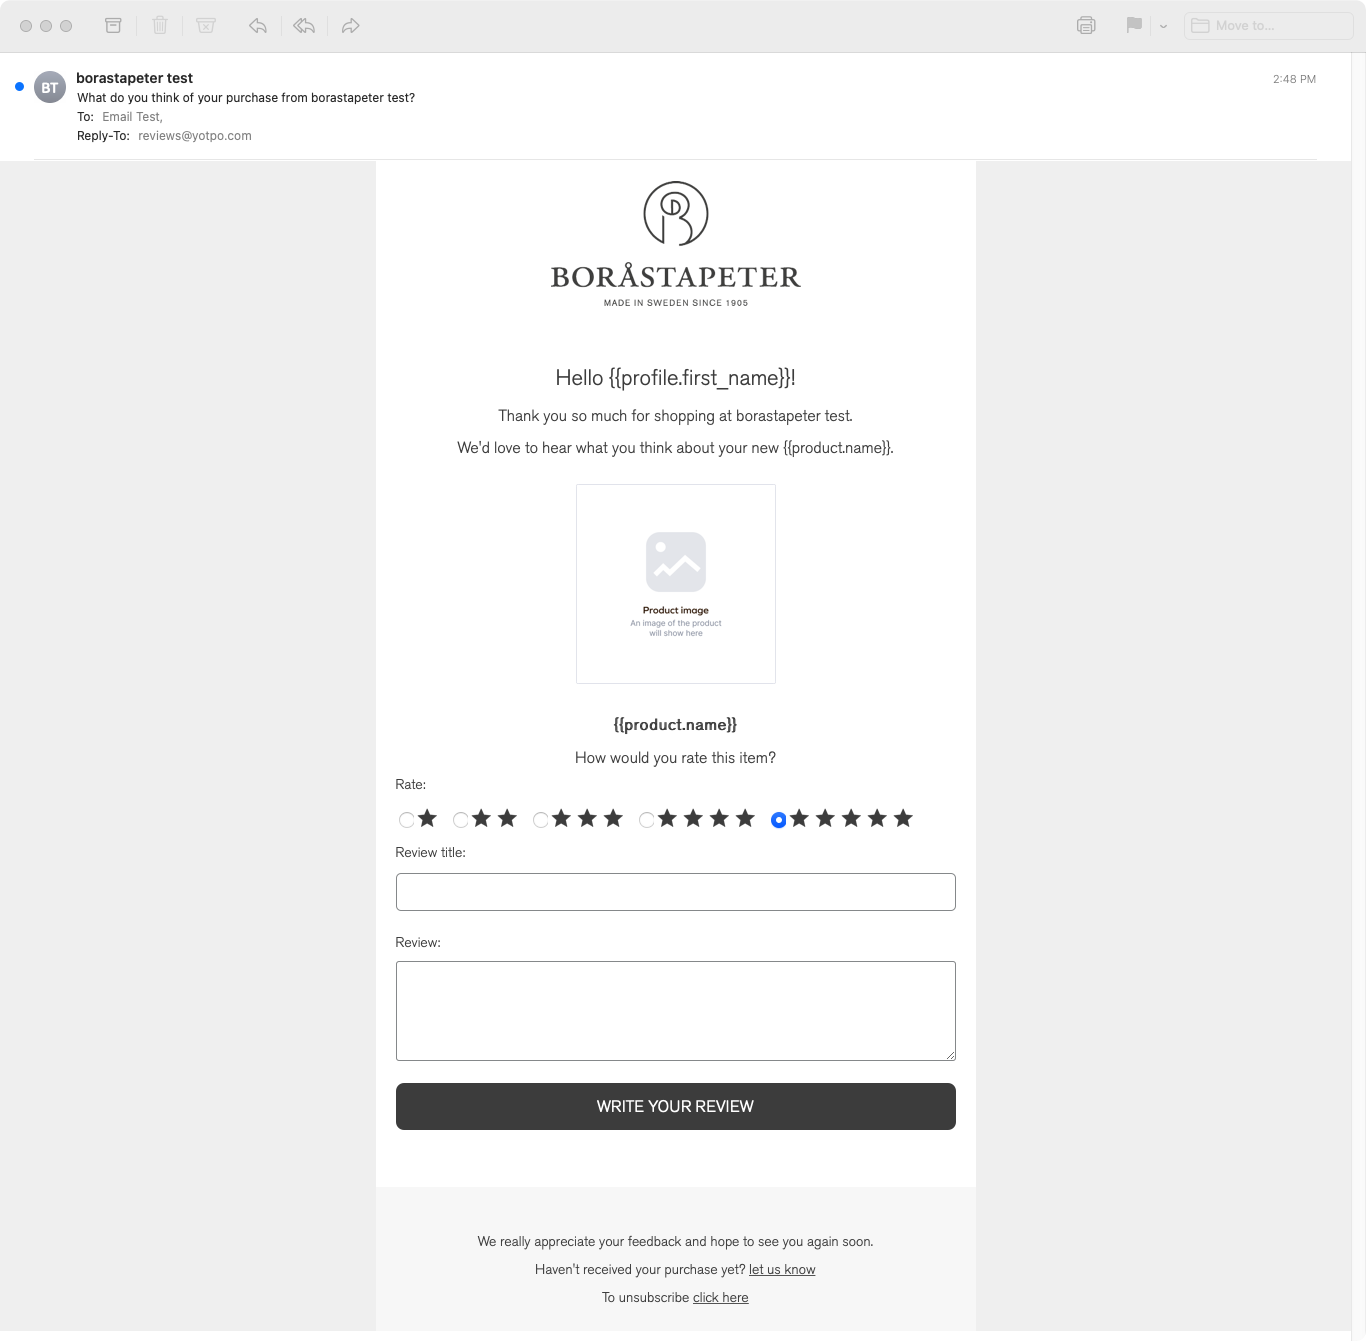 Move to...
BT
borastapeter test
2:48 PM
What do you think of your purchase from borastapeter test?
To: Email Test,
Reply-To: reviews@yotpo.com
BORÅSTAPETER
MADE IN SWEDEN SINCE 1905
Hello {{profile.first_name}}!
Thank you so much for shopping at borastapeter test.
We'd love to hear what you think about your new {{product.name}}.
Product image
An image of the product
will show here
{{product.name}}
How would you rate this item?
Rate:
Review title:
Review:
WRITE YOUR REVIEW
We really appreciate your feedback and hope to see you again soon.
Haven't received your purchase yet? let us know
To unsubscribe click here